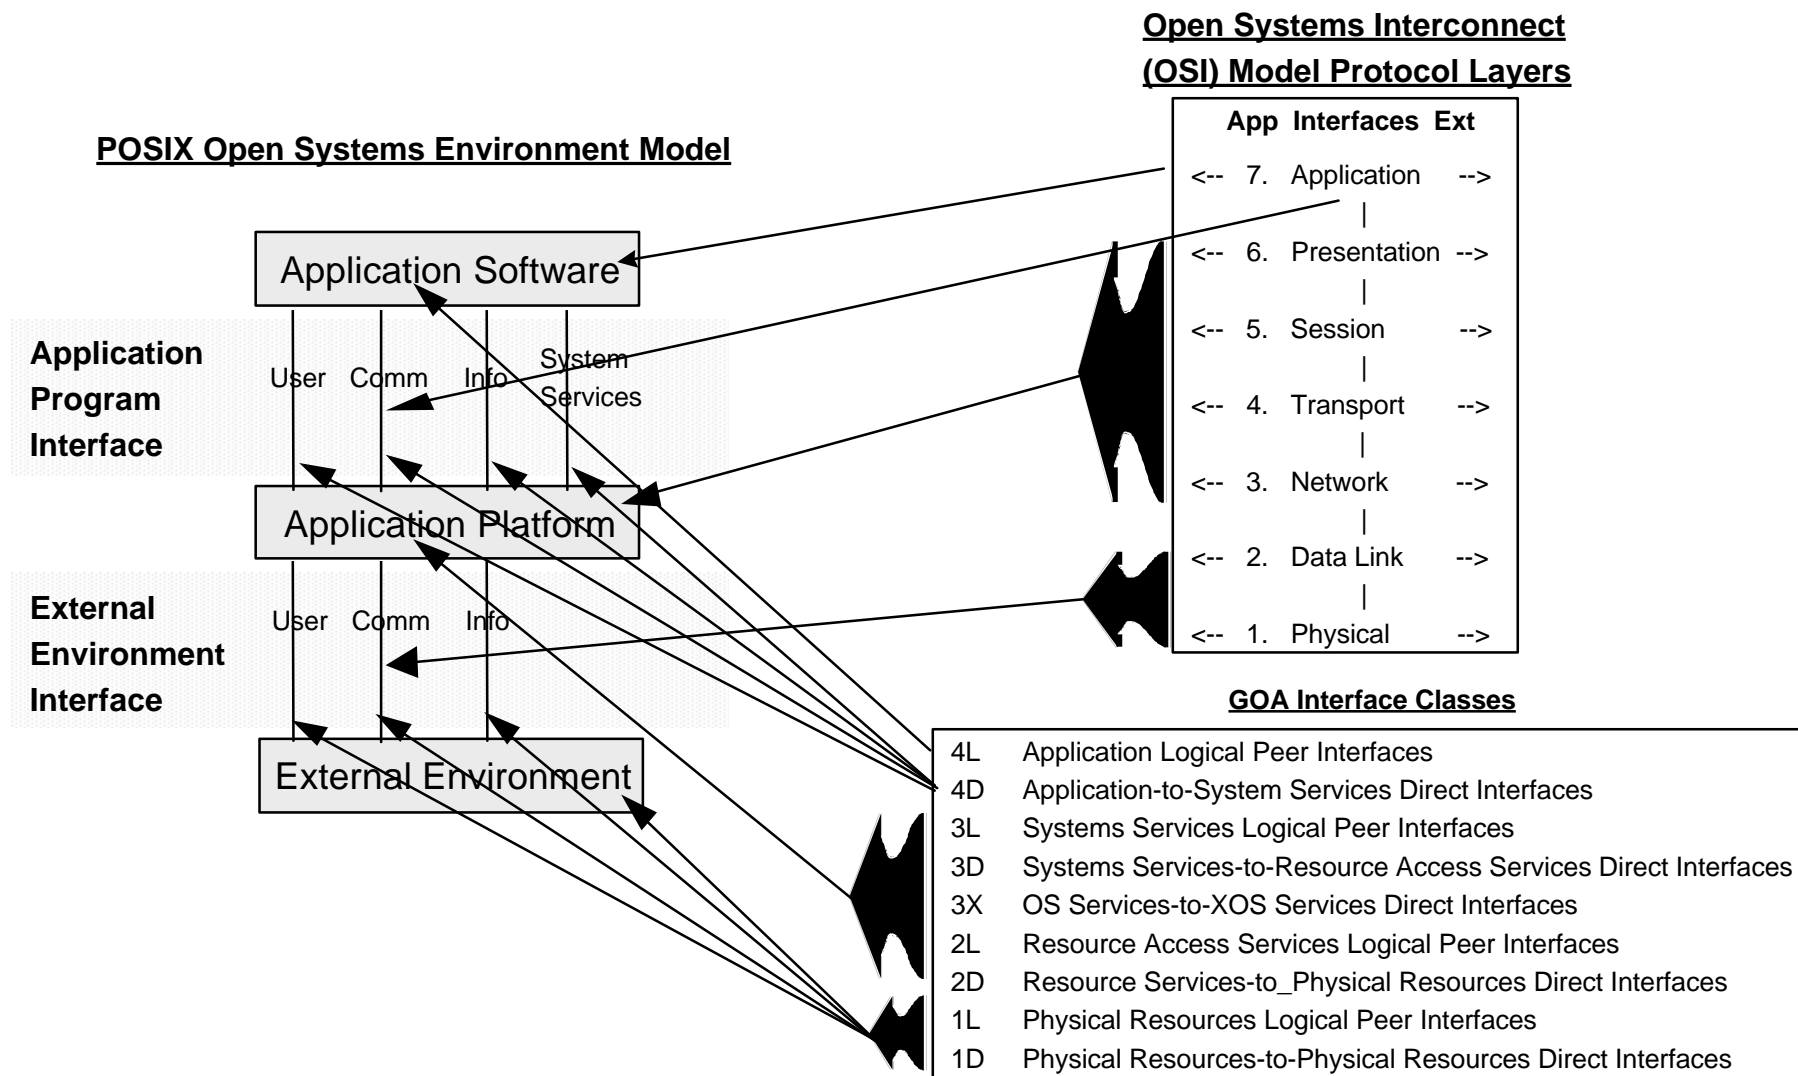 Open Systems Interconnect
(OSI) Model Protocol Layers
App Interfaces Ext
<-- 7. Application -->
|
<-- 6. Presentation -->
|
<-- 5. Session -->
|
<-- 4. Transport -->
|
<-- 3. Network -->
|
<-- 2. Data Link -->
|
<-- 1. Physical -->
POSIX Open Systems Environment Model
Application Software
Application
Program
Interface
User Comm Info System
Services
Application Platform
External
Environment
Interface
User Comm Info
External Environment
GOA Interface Classes
4L Application Logical Peer Interfaces
4D Application-to-System Services Direct Interfaces
3L Systems Services Logical Peer Interfaces
3D Systems Services-to-Resource Access Services Direct Interfaces
3X OS Services-to-XOS Services Direct Interfaces
2L Resource Access Services Logical Peer Interfaces
2D Resource Services-to_Physical Resources Direct Interfaces
1L Physical Resources Logical Peer Interfaces
1D Physical Resources-to-Physical Resources Direct Interfaces